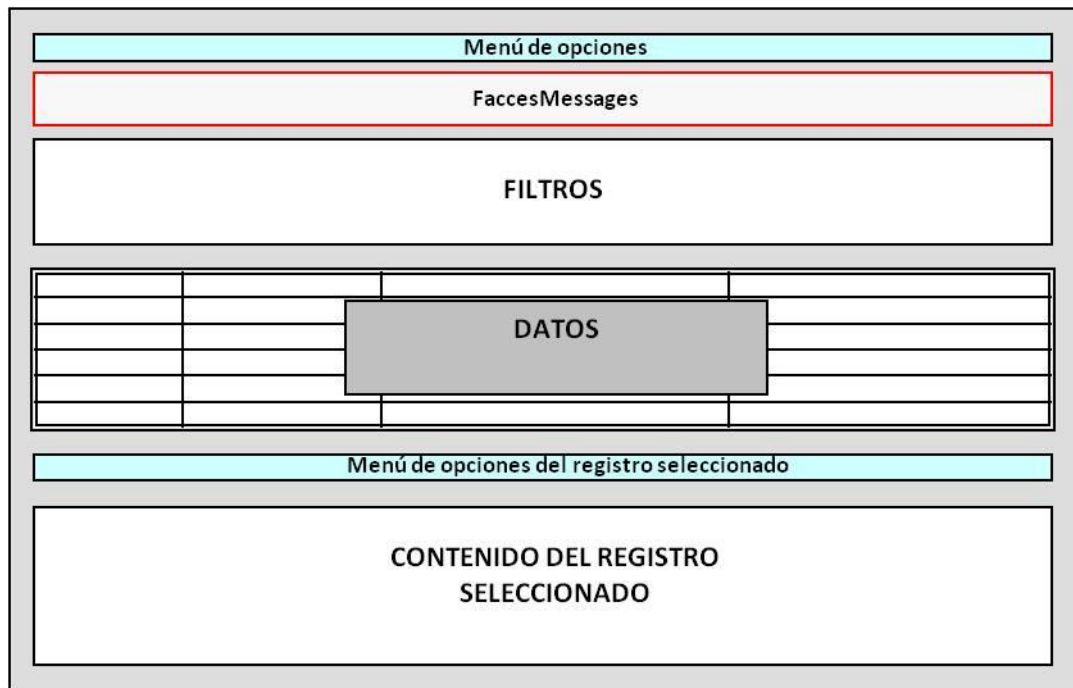 Menú de opciones
FaccesMessages
FILTROS
DATOS
Menú de opciones del registro seleccionado
CONTENIDO DEL REGISTRO
SELECCIONADO